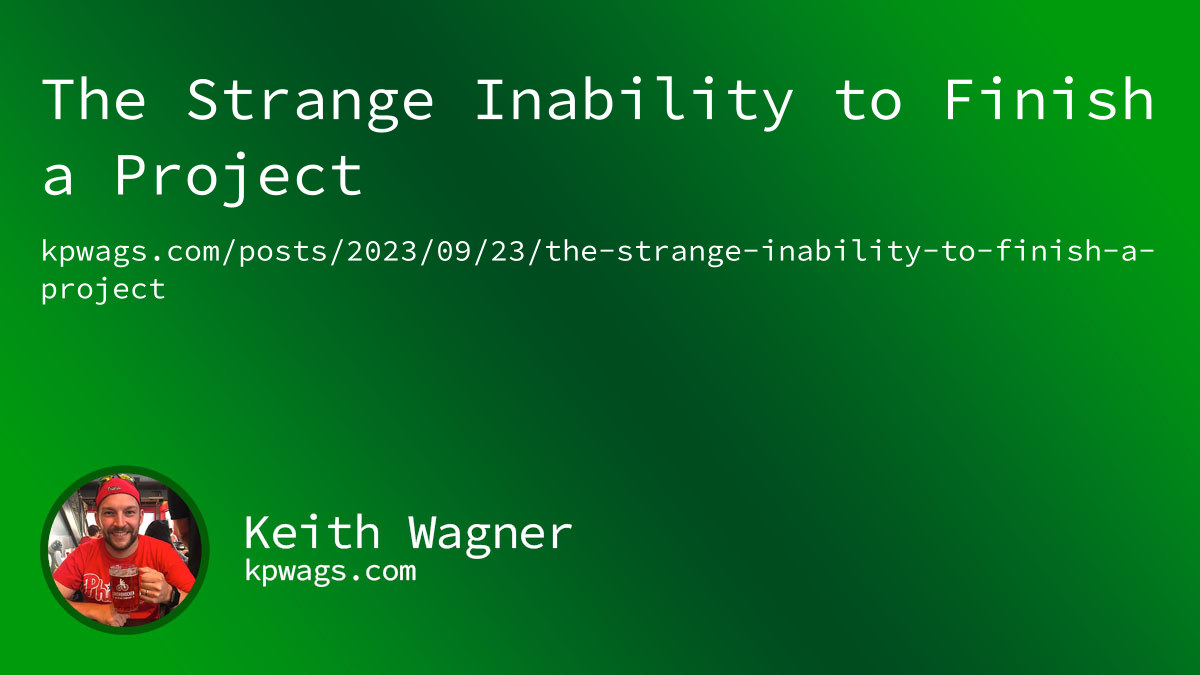 The Strange Inability to Finish
a Project
kpwags.com/posts/2023/09/23/the-strange-inability-to-finish-a-
project
Keith Wagner
kpwags.com